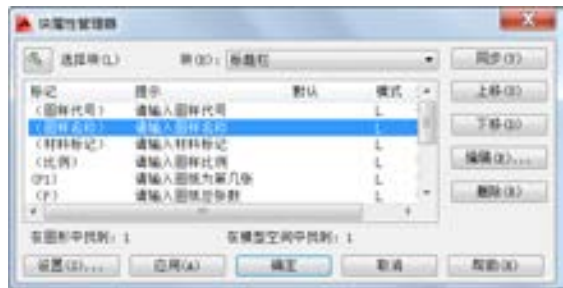 块属性管理器
选择块(L) 块(O): 标题栏 同步(Y)
标记 提示 默认 模式 上移(U)
(图样代号) 请输入图样代号 L
(图样名称) 请输入图样名称 L 下移(D)
(材料标记) 请输入材料标记 L
(比例) 请输入图样比例 L 编辑(E)...
(P1) 请输入图纸为第几张 L
(P) 请输入图纸总张数 L 删除(R)
在图形中找到: 1 在模型空间中找到: 1
设置(S)... 应用(A) 确定 取消 帮助(H)